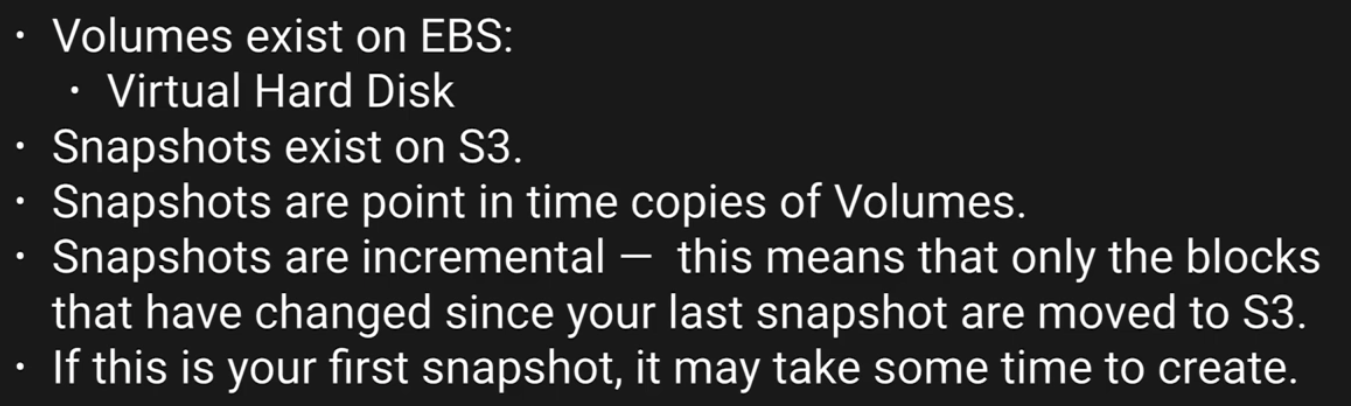 • Volumes exist on EBS:
• Virtual Hard Disk
• Snapshots exist on S3.
• Snapshots are point in time copies of Volumes.
• Snapshots are incremental — this means that only the blocks
that have changed since your last snapshot are moved to S3.
• If this is your first snapshot, it may take some time to create.